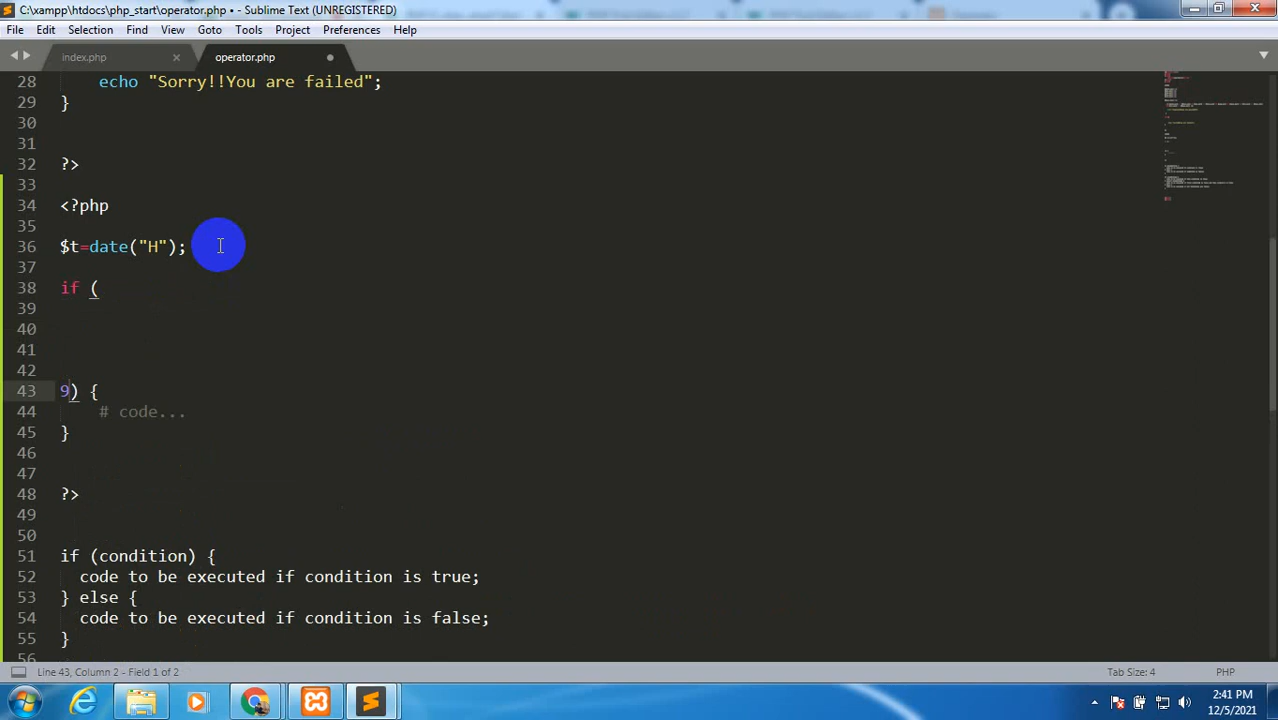 C:\xampp\htdocs\php_start\operator.php • - Sublime Text (UNREGISTERED)
File Edit Selection Find View Goto Tools Project Preferences Help
index.php × operator.php
28 echo "Sorry!!You are failed";
29 }
30
31
32 ?>
33
34 <?php
35
36 $t=date("H");
37
38 if (
39
40
41
42
43 9) {
44 # code...
45 }
46
47
48 ?>
49
50
51 if (condition) {
52 code to be executed if condition is true;
53 } else {
54 code to be executed if condition is false;
55 }
56
Line 43, Column 2 - Field 1 of 2 Tab Size: 4 PHP
2:41 PM
12/5/2021